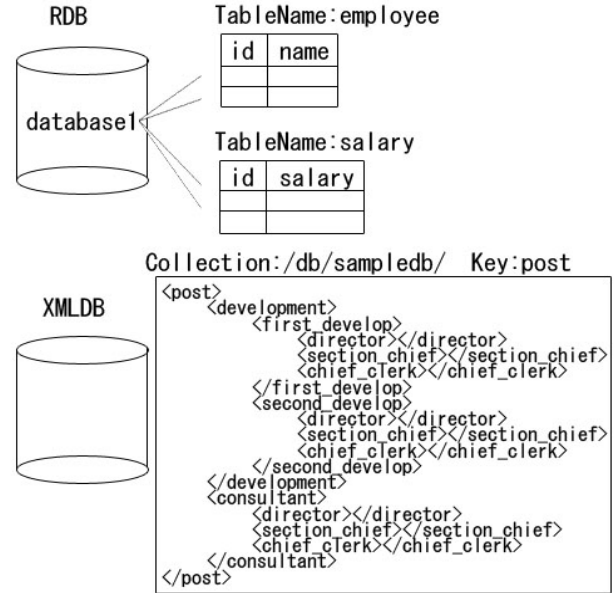 RDB
TableName:employee
id name
database1
TableName:salary
id salary
Collection:/db/sampledb/ Key:post
XMLDB
<post>
<development>
<first_develop>
<director></director>
<section_chief></section_chief>
<chief_clerk></chief_clerk>
</first_develop>
<second_develop>
<director></director>
<section_chief></section_chief>
<chief_clerk></chief_clerk>
</second_develop>
</development>
<consultant>
<director></director>
<section_chief></section_chief>
<chief_clerk></chief_clerk>
</consultant>
</post>